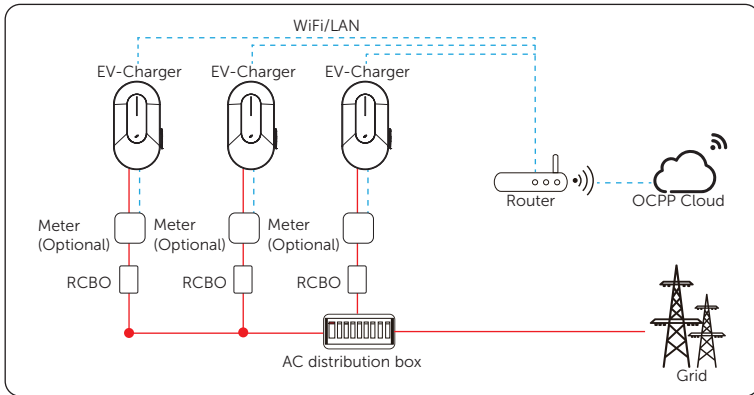 WiFi/LAN
EV-Charger
EV-Charger
EV-Charger
Router
OCPP Cloud
Meter
(Optional)
Meter
(Optional)
Meter
(Optional)
RCBO
RCBO
RCBO
AC distribution box
Grid